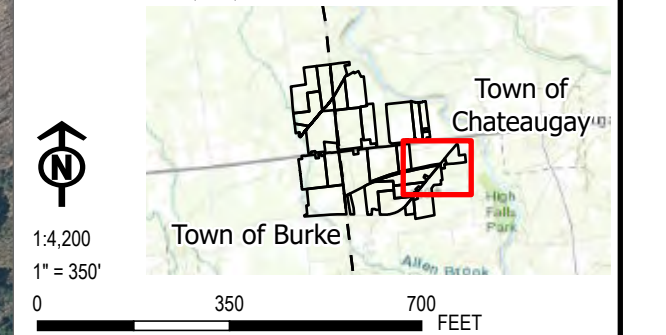 Town of
Chateaugay
N
High
Falls
Park
1:4,200
Town of Burke
1" = 350'
Allen Brook
0 350 700
FEET